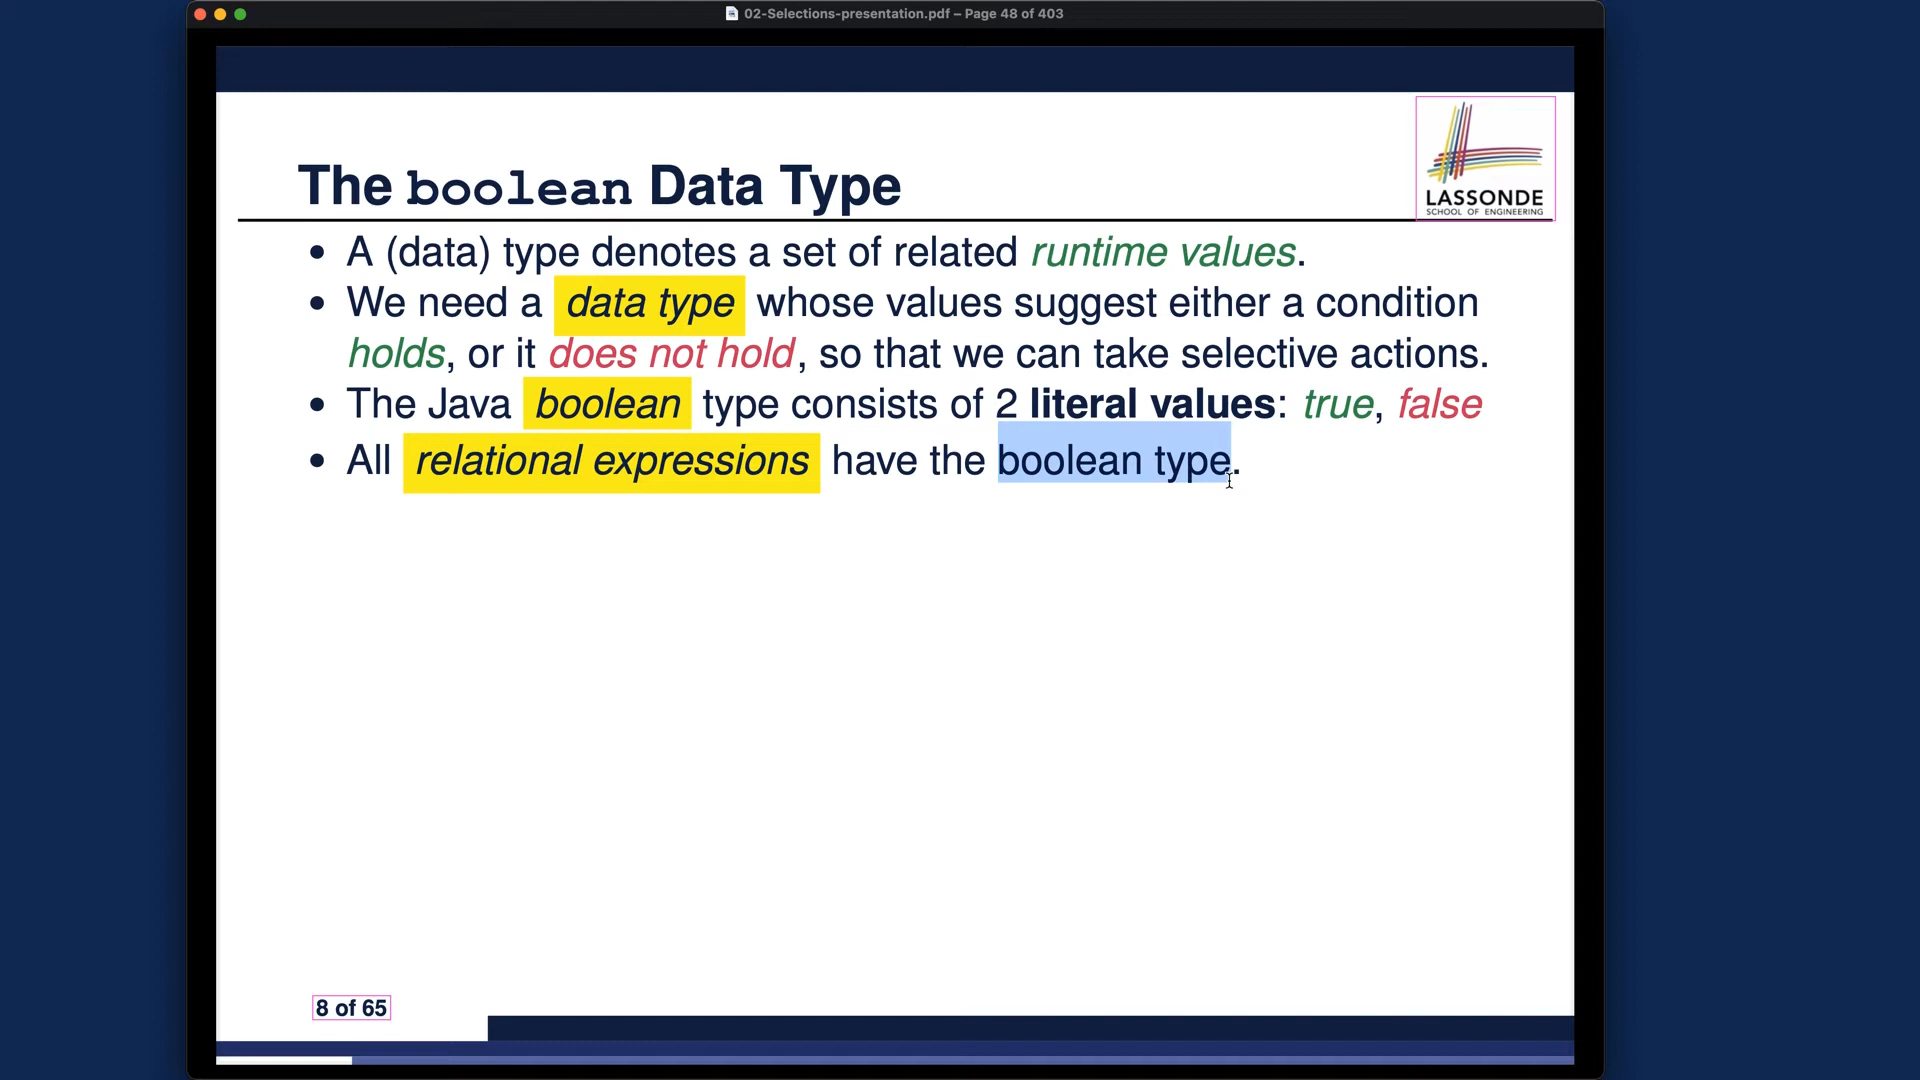 02-Selections-presentation.pdf – Page 48 of 403
LASSONDE
SCHOOL OF ENGINEERING
The boolean Data Type
• A (data) type denotes a set of related runtime values.
• We need a data type whose values suggest either a condition
holds, or it does not hold, so that we can take selective actions.
• The Java boolean type consists of 2 literal values: true, false
• All relational expressions have the boolean type.
8 of 65